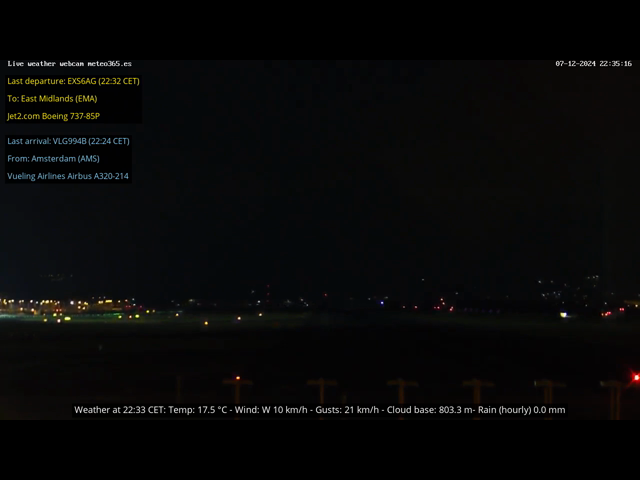 Live weather webcam meteo365.es
07-12-2024 22:35:16
Last departure: EXS6AG (22:32 CET)
To: East Midlands (EMA)
Jet2.com Boeing 737-85P
Last arrival: VLG994B (22:24 CET)
From: Amsterdam (AMS)
Vueling Airlines Airbus A320-214
Weather at 22:33 CET: Temp: 17.5 °C - Wind: W 10 km/h - Gusts: 21 km/h - Cloud base: 803.3 m- Rain (hourly) 0.0 mm